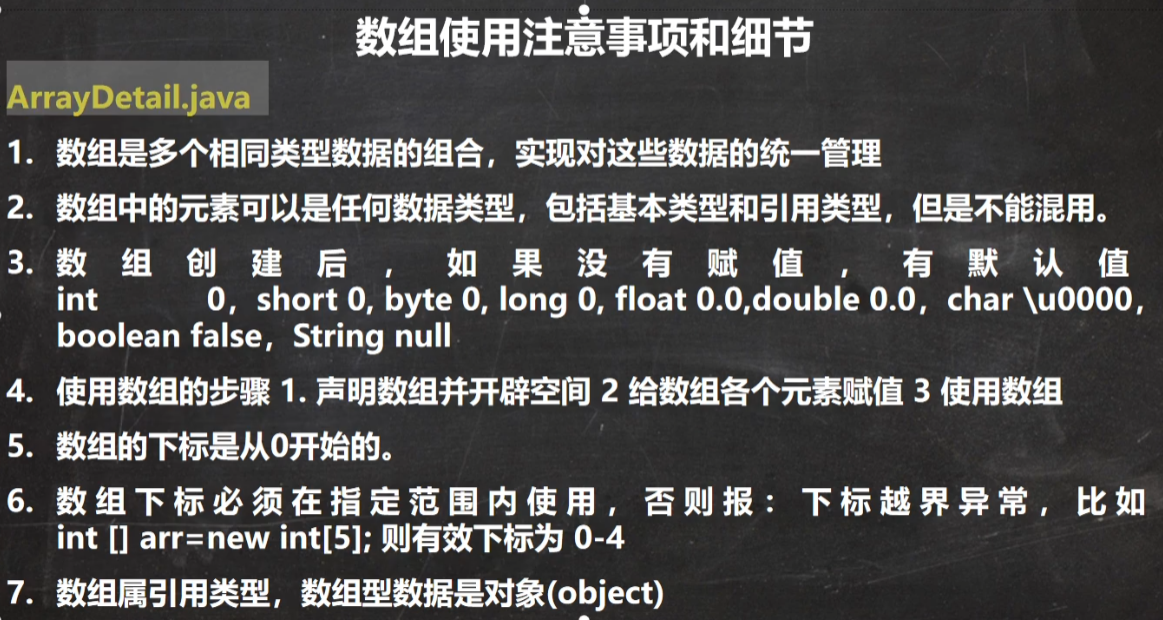 数组使用注意事项和细节
ArrayDetail.java
1. 数组是多个相同类型数据的组合，实现对这些数据的统一管理
2. 数组中的元素可以是任何数据类型，包括基本类型和引用类型，但是不能混用。
3. 数组创建后，如果没有赋值，有默认值
int 0，short 0, byte 0, long 0, float 0.0,double 0.0，char \u0000，
boolean false，String null
4. 使用数组的步骤 1. 声明数组并开辟空间 2 给数组各个元素赋值 3 使用数组
5. 数组的下标是从0开始的。
6. 数组下标必须在指定范围内使用，否则报：下标越界异常，比如
int [] arr=new int[5]; 则有效下标为 0-4
7. 数组属引用类型，数组型数据是对象(object)